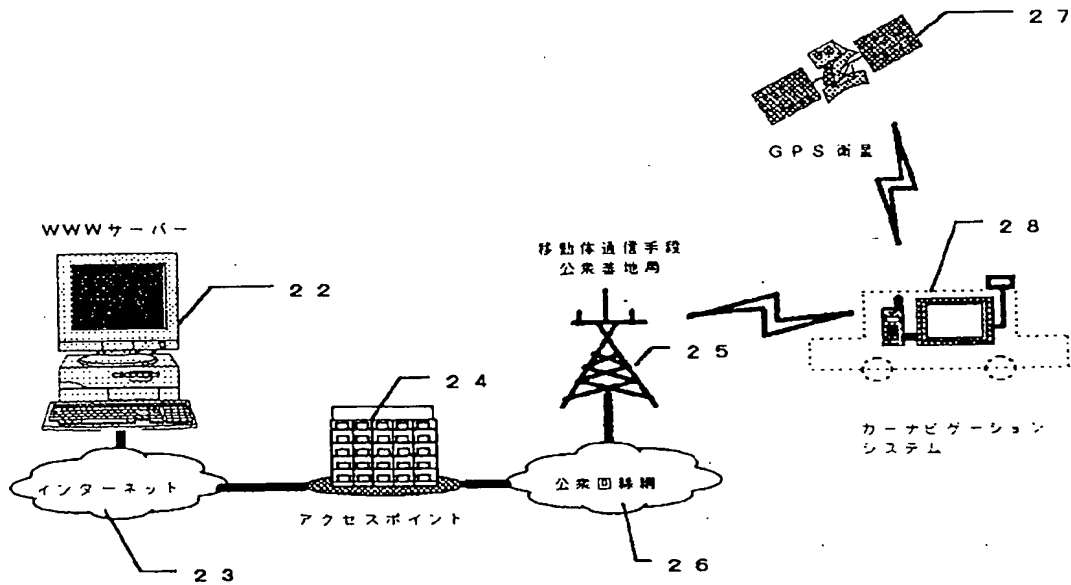 27
GPS衛星
WWWサーバー
22
移動体通信手段
公衆基地局
28
25
24
カーナビゲーション
システム
インターネット
公衆回線網
アクセスポイント
23
26